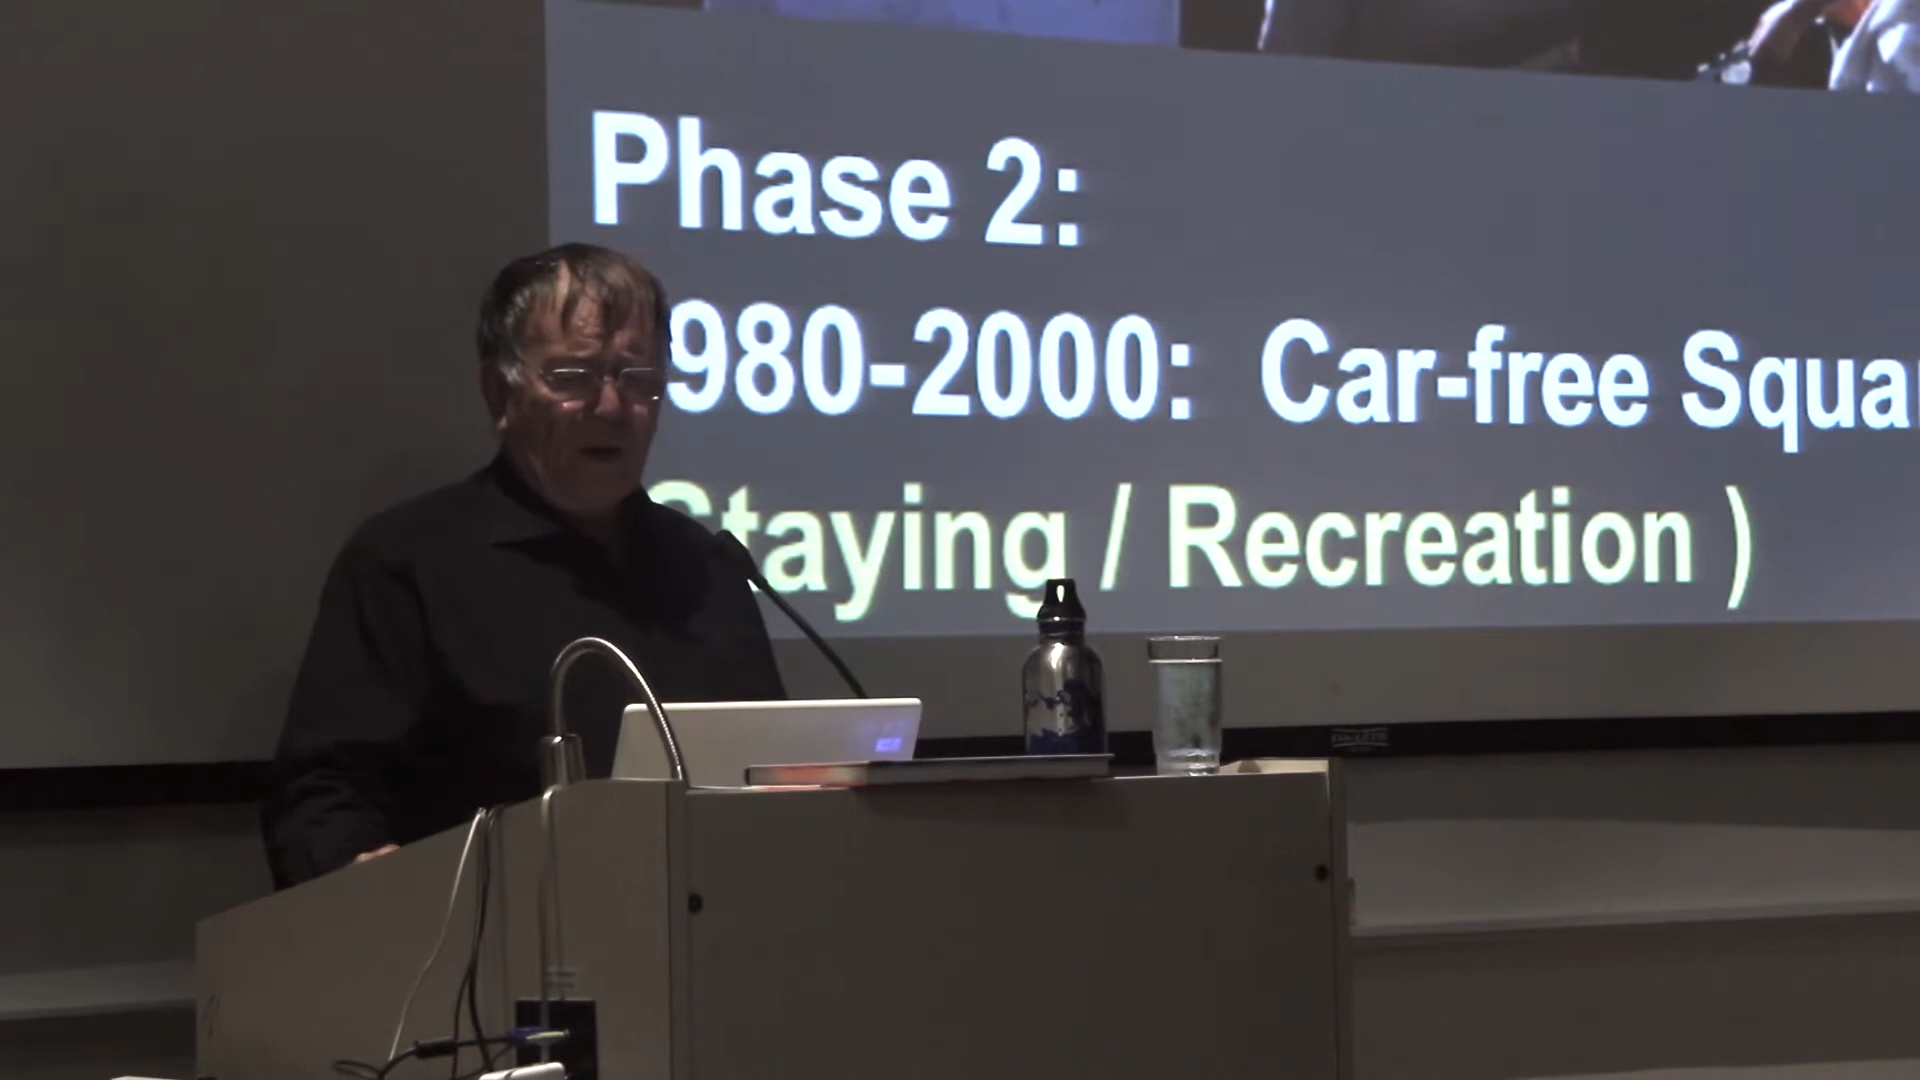 Phase 2:
980-2000: Car-free Squa
Staying / Recreation )